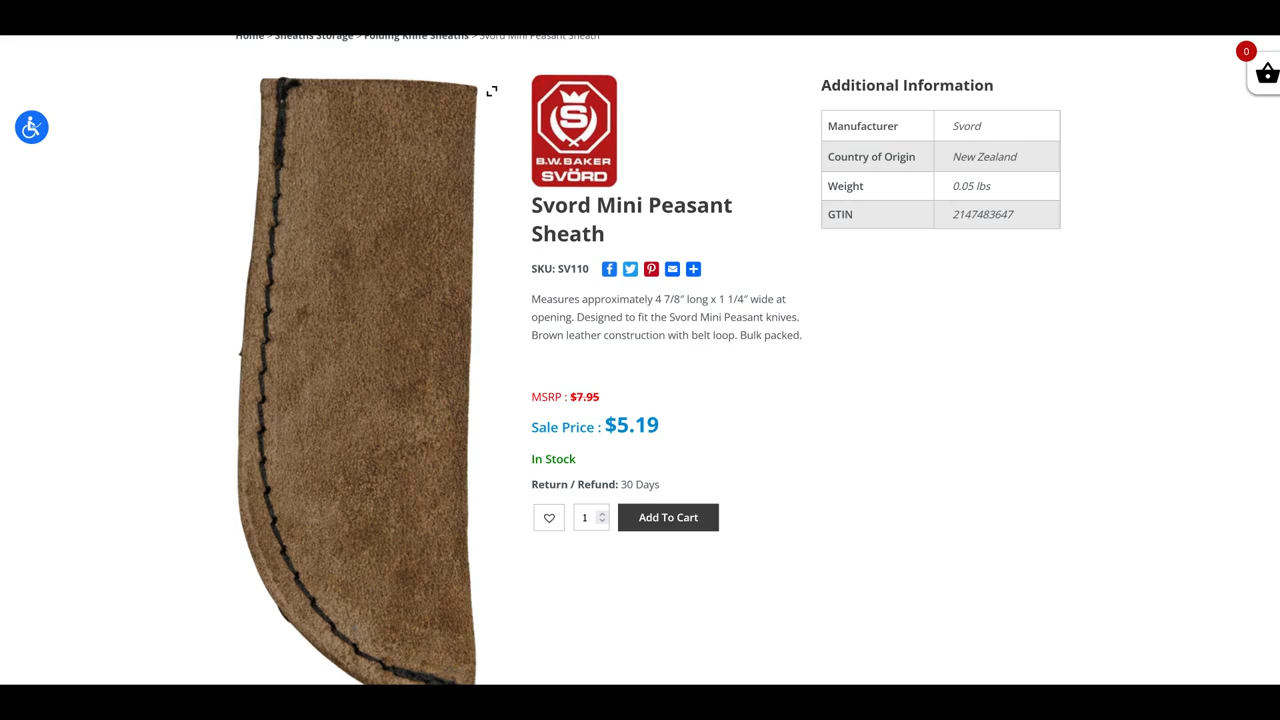 Home > Sheaths Storage > Folding Knife Sheaths > Svord Mini Peasant Sheath
0
S
B.W.BAKER
SVÖRD
Svord Mini Peasant
Sheath
SKU: SV110
Measures approximately 4 7/8″ long x 1 1/4″ wide at
opening. Designed to fit the Svord Mini Peasant knives.
Brown leather construction with belt loop. Bulk packed.
MSRP : $7.95
Sale Price : $5.19
In Stock
Return / Refund: 30 Days
1
Add To Cart
Additional Information
Manufacturer Svord
Country of Origin New Zealand
Weight 0.05 lbs
GTIN 2147483647